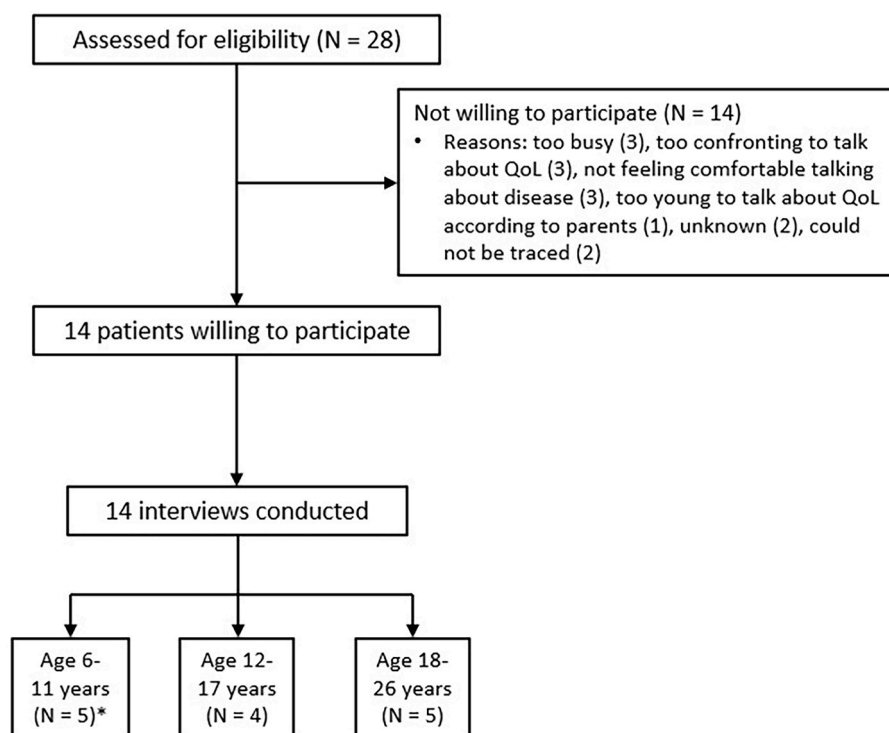 Assessed for eligibility (N = 28)
Not willing to participate (N = 14)
• Reasons: too busy (3), too confronting to talk
about QoL (3), not feeling comfortable talking
about disease (3), too young to talk about QoL
according to parents (1), unknown (2), could
not be traced (2)
14 patients willing to participate
14 interviews conducted
Age 6-
11 years
(N = 5)*
Age 12-
17 years
(N = 4)
Age 18-
26 years
(N = 5)